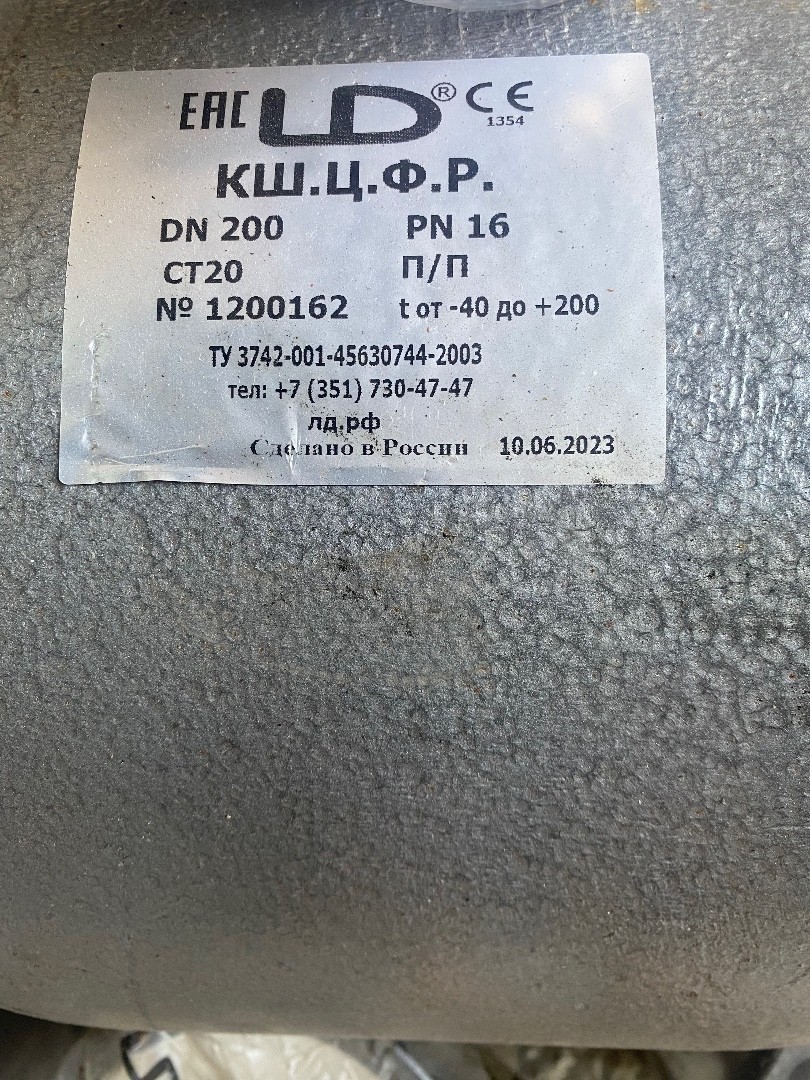 EAC LD ® CE
1354
КШ.Ц.Ф.Р.
DN 200 PN 16
СТ20 П/П
№ 1200162 t от -40 до +200
ТУ 3742-001-45630744-2003
тел: +7 (351) 730-47-47
лд.рф
Сделано в России 10.06.2023